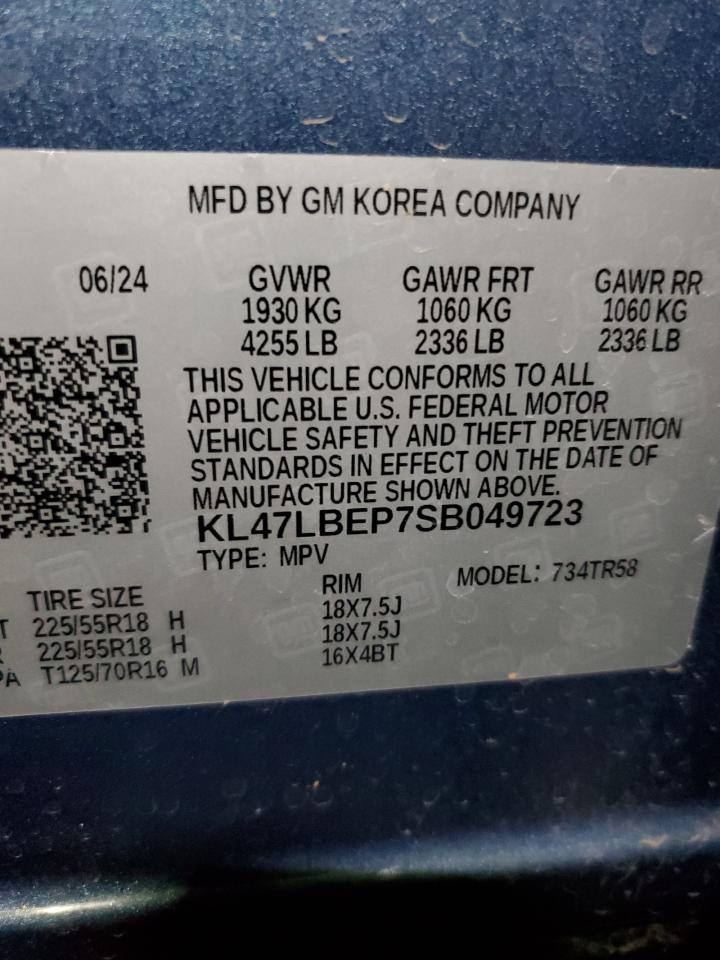 MFD BY GM KOREA COMPANY
06/24 GVWR GAWR FRT GAWR RR
1930 KG 1060 KG 1060 KG
4255 LB 2336 LB 2336 LB
THIS VEHICLE CONFORMS TO ALL
APPLICABLE U.S. FEDERAL MOTOR
VEHICLE SAFETY AND THEFT PREVENTION
STANDARDS IN EFFECT ON THE DATE OF
MANUFACTURE SHOWN ABOVE.
KL47LBEP7SB049723
TYPE: MPV MODEL: 734TR58
TIRE SIZE RIM
T 225/55R18 H 18X7.5J
R 225/55R18 H 18X7.5J
PA T125/70R16 M 16X4BT